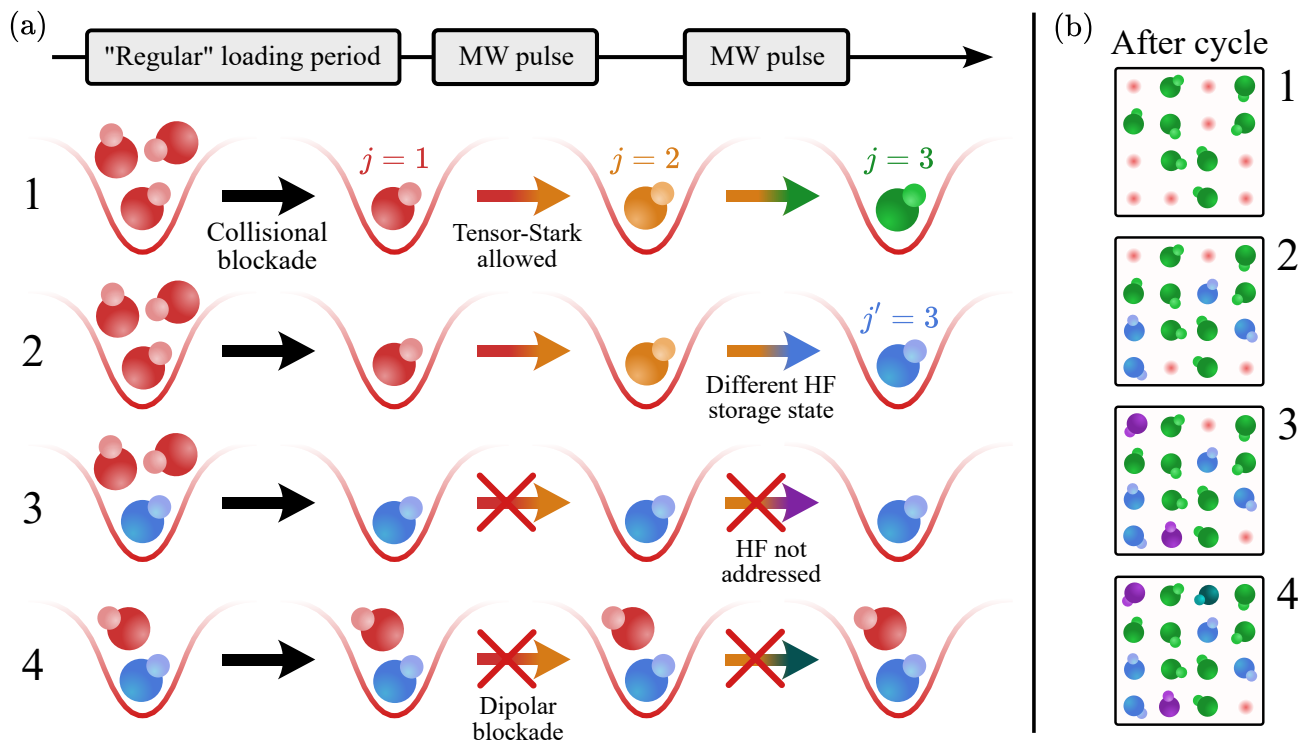 (a)
"Regular" loading period
MW pulse
MW pulse
1
j = 1
j = 2
j = 3
Collisional
blockade
Tensor-Stark
allowed
2
j′ = 3
Different HF
storage state
3
HF not
addressed
4
Dipolar
blockade
(b)
After cycle
1
2
3
4